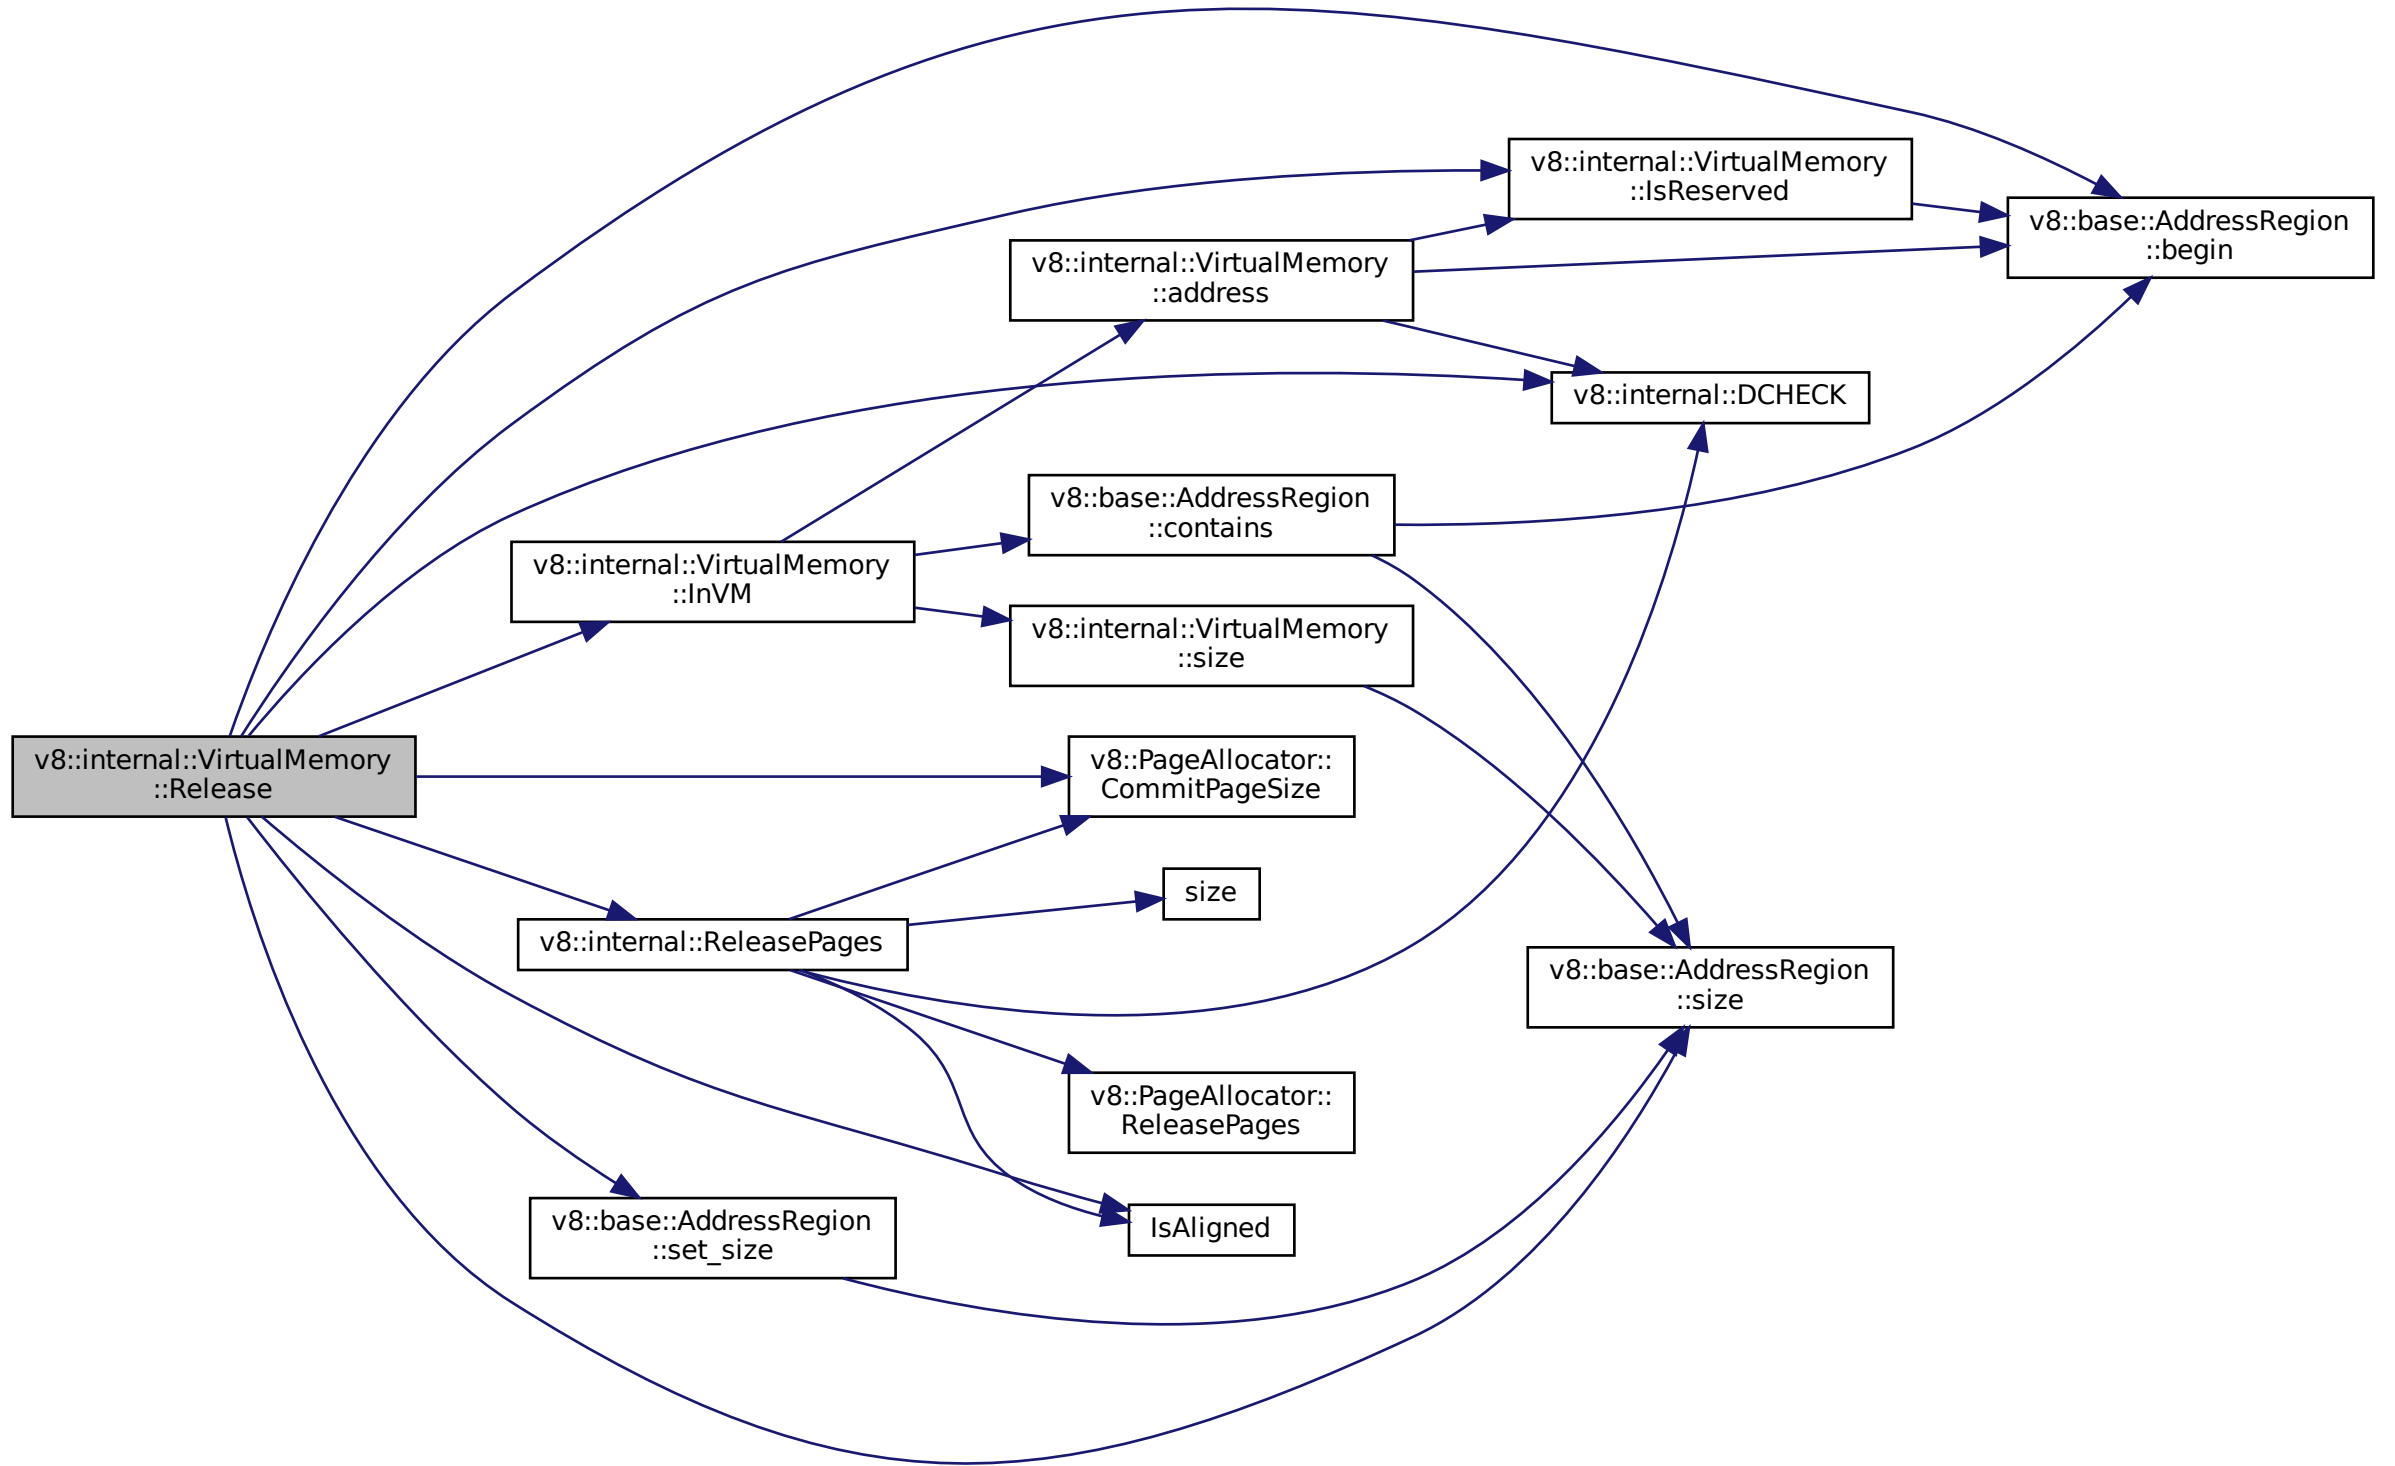 v8::internal::VirtualMemory
::Release
v8::internal::VirtualMemory
::InVM
v8::internal::ReleasePages
v8::base::AddressRegion
::set_size
v8::internal::VirtualMemory
::address
v8::base::AddressRegion
::contains
v8::internal::VirtualMemory
::size
v8::PageAllocator::
CommitPageSize
size
v8::PageAllocator::
ReleasePages
IsAligned
v8::internal::VirtualMemory
::IsReserved
v8::internal::DCHECK
v8::base::AddressRegion
::size
v8::base::AddressRegion
::begin